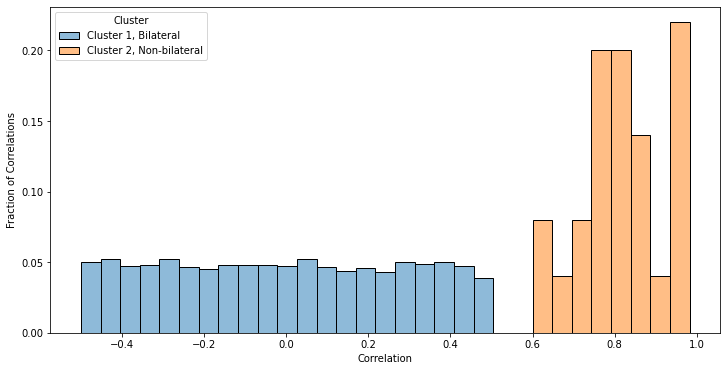 Cluster
Cluster 1, Bilateral
Cluster 2, Non-bilateral
Fraction of Correlations
0.20
0.15
0.10
0.05
0.00
−0.4
−0.2
0.0
0.2
0.4
0.6
0.8
1.0
Correlation